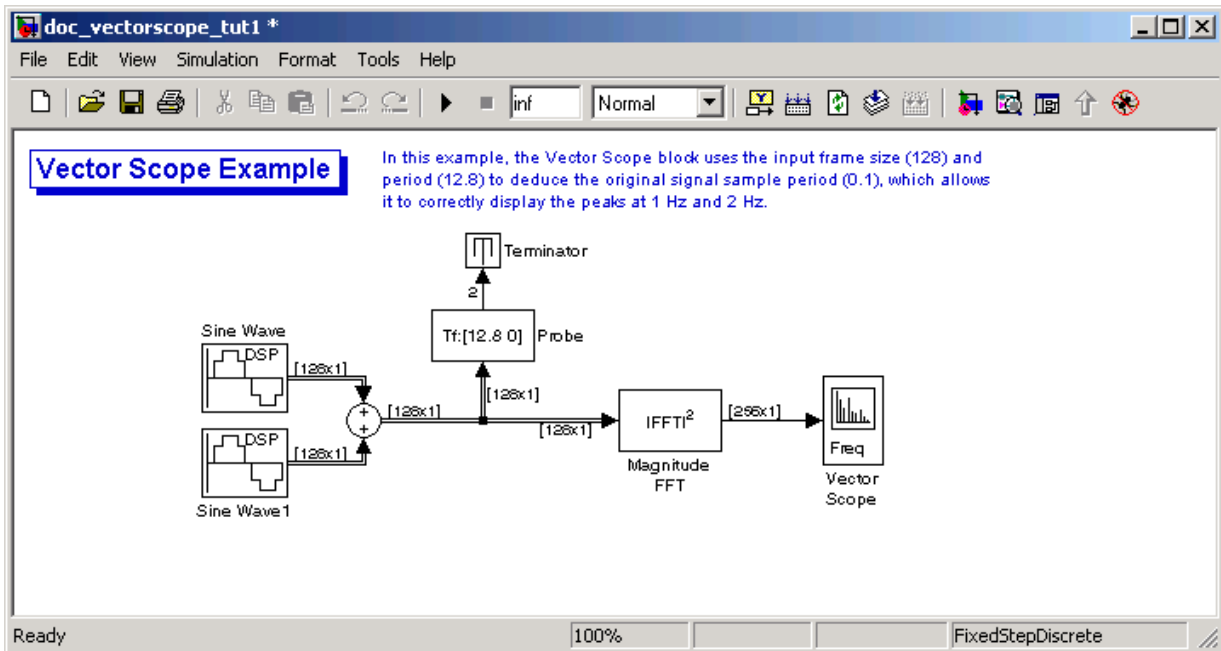 doc_vectorscope_tut1 *
File Edit View Simulation Format Tools Help
inf Normal
Vector Scope Example
In this example, the Vector Scope block uses the input frame size (128) and
period (12.8) to deduce the original signal sample period (0.1), which allows
it to correctly display the peaks at 1 Hz and 2 Hz.
Terminator
2
Tf:[12.8 0] Probe
Sine Wave
DSP
[128x1]
[128x1]
[128x1]
+
+
[128x1]
DSP
[128x1]
Sine Wave1
|FFT|²
Magnitude
FFT
[256x1]
Freq
Vector
Scope
Ready 100% FixedStepDiscrete